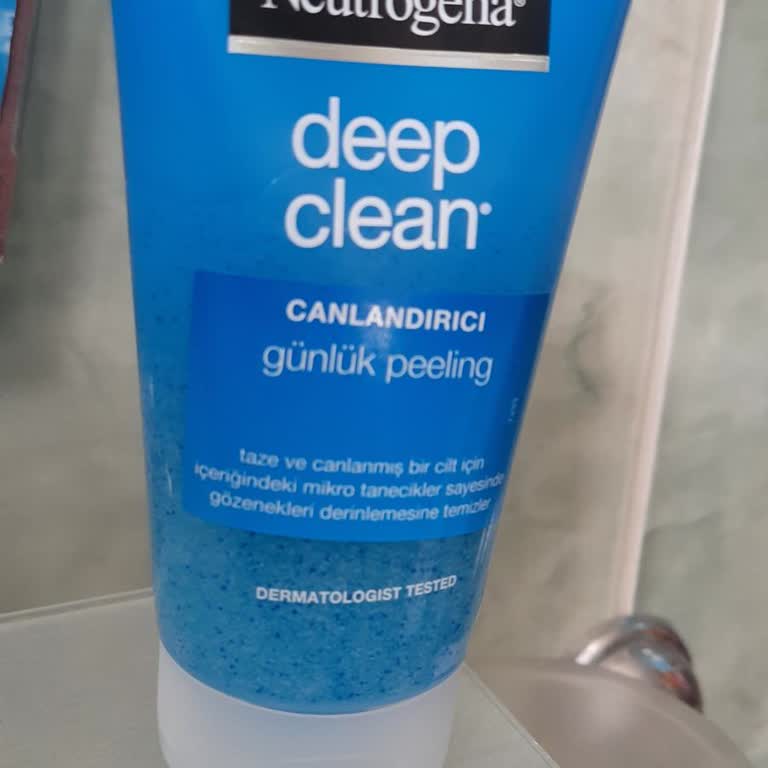 Neutrogena®
deep
clean®
CANLANDIRICI
günlük peeling
taze ve canlanmış bir cilt için
içeriğindeki mikro tanecikler sayesinde
gözenekleri derinlemesine temizler
DERMATOLOGIST TESTED